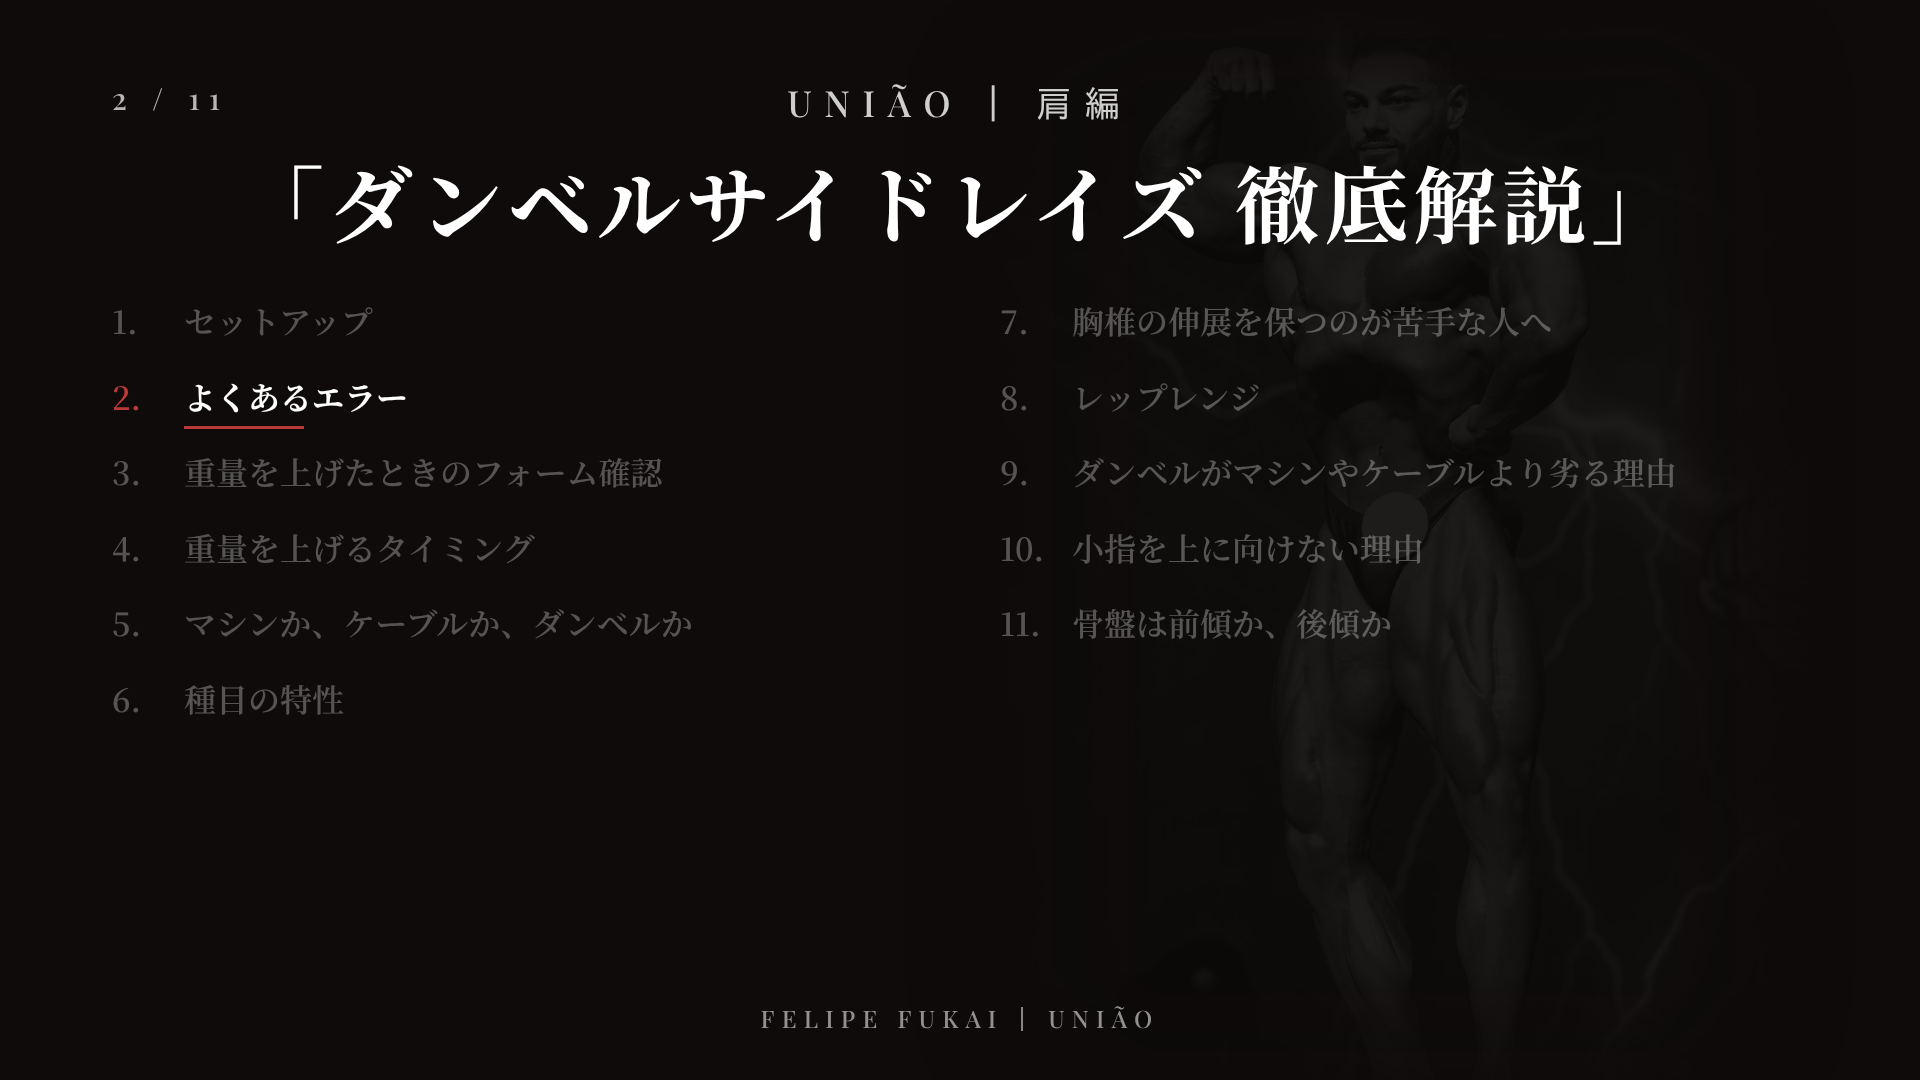 2 / 11
UNIÃO | 肩編
「ダンベルサイドレイズ 徹底解説」
1. セットアップ
2. よくあるエラー
3. 重量を上げたときのフォーム確認
4. 重量を上げるタイミング
5. マシンか、ケーブルか、ダンベルか
6. 種目の特性
7. 胸椎の伸展を保つのが苦手な人へ
8. レップレンジ
9. ダンベルがマシンやケーブルより劣る理由
10. 小指を上に向けない理由
11. 骨盤は前傾か、後傾か
FELIPE FUKAI | UNIÃO